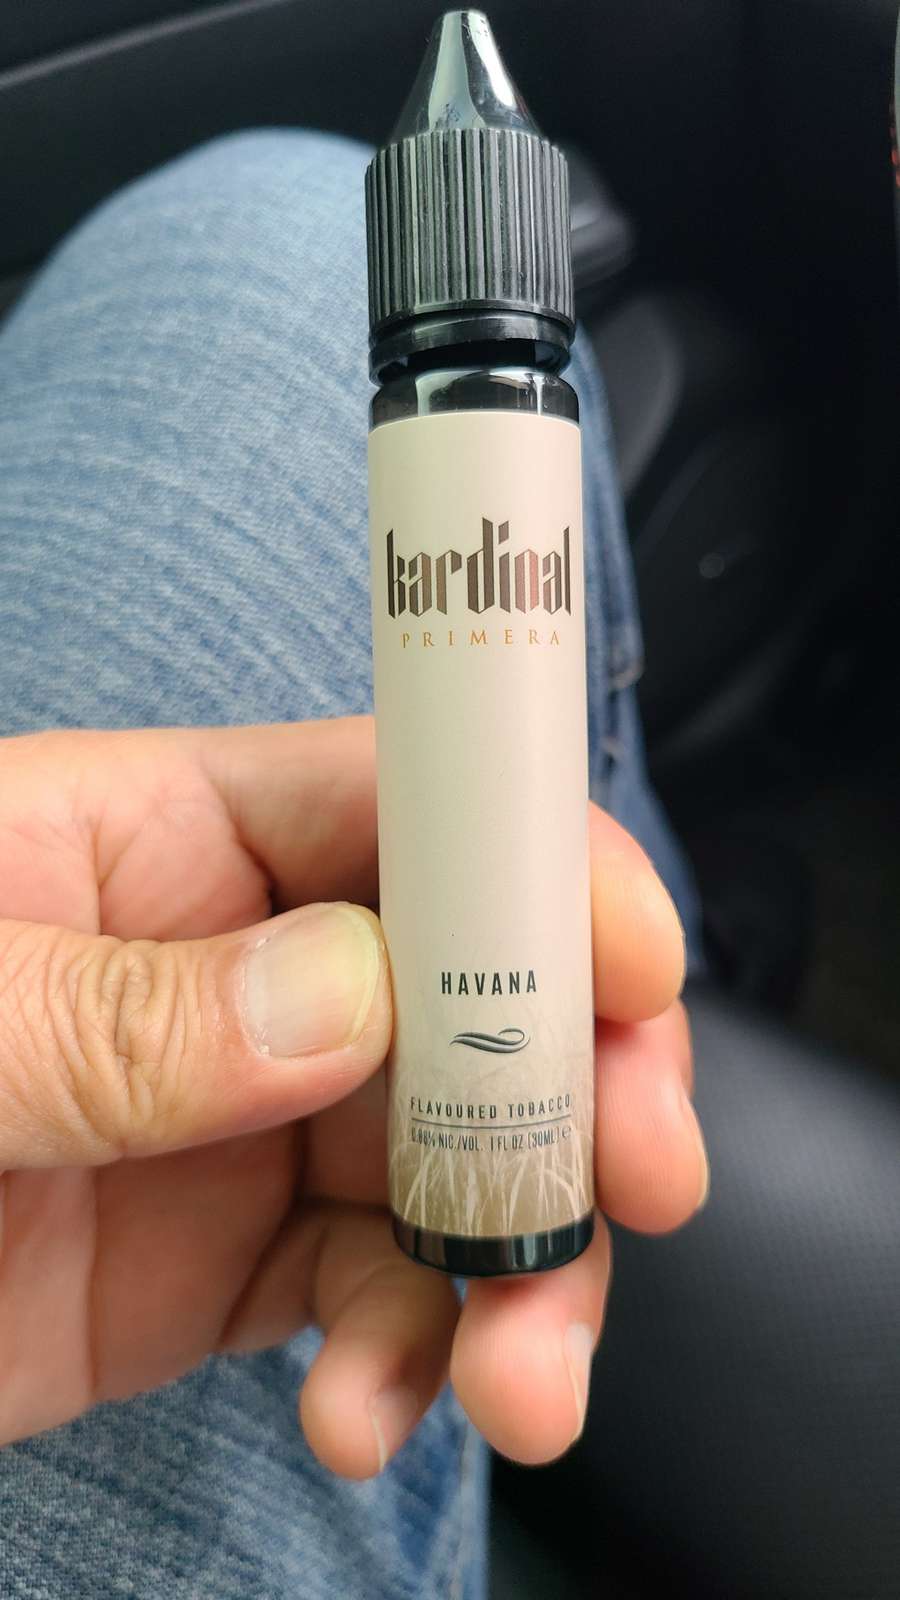 kardinal
PRIMERA
HAVANA
FLAVOURED TOBACCO
NIC./VOL. 1 FL OZ (30ML) ℮